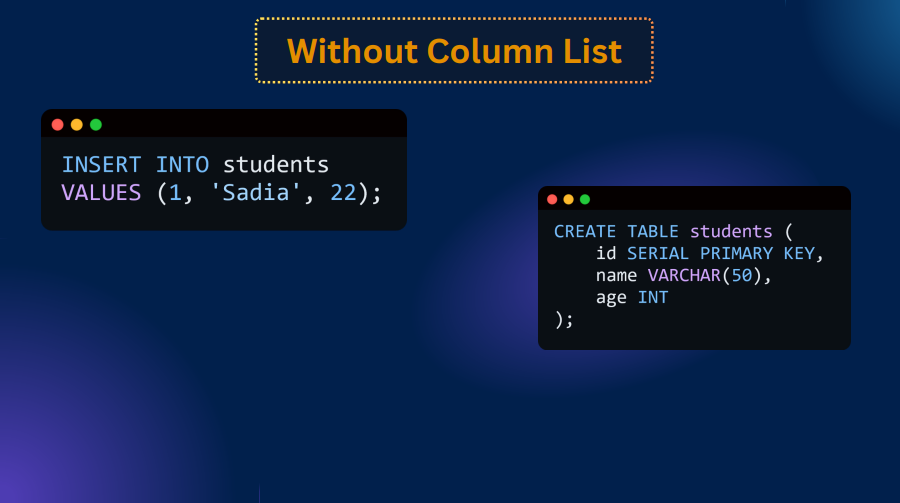 Without Column List
INSERT INTO students
VALUES (1, 'Sadia', 22);
CREATE TABLE students (
    id SERIAL PRIMARY KEY,
    name VARCHAR(50),
    age INT
);